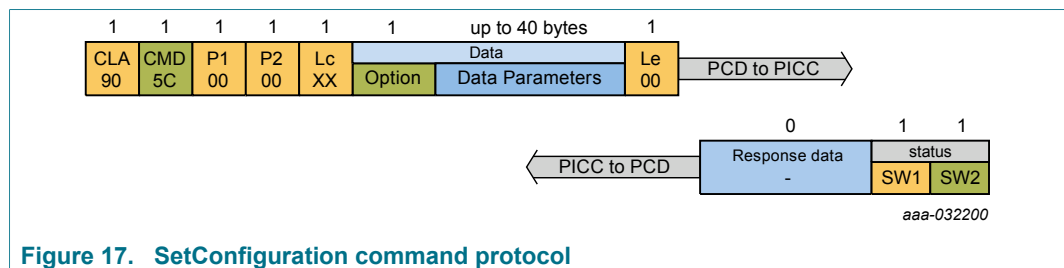 1 1 1 1 1 1 up to 40 bytes 1
CLA CMD P1 P2 Lc Data Le
90 5C 00 00 XX Option Data Parameters 00
PCD to PICC
0 1 1
Response data status
- SW1 SW2
PICC to PCD
aaa-032200
Figure 17. SetConfiguration command protocol